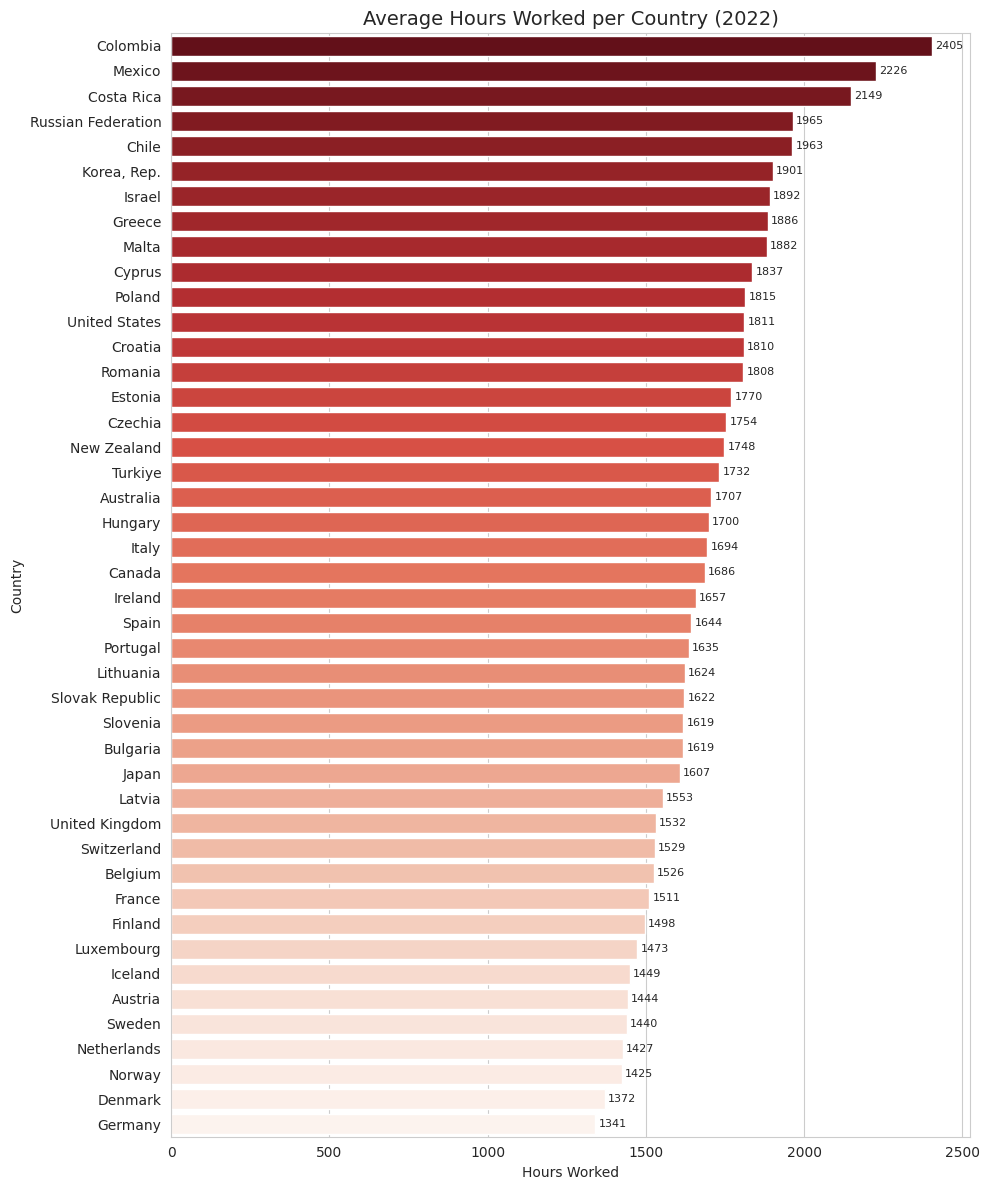 Average Hours Worked per Country (2022)
Colombia 2405
Mexico 2226
Costa Rica 2149
Russian Federation 1965
Chile 1963
Korea, Rep. 1901
Israel 1892
Greece 1886
Malta 1882
Cyprus 1837
Poland 1815
United States 1811
Croatia 1810
Romania 1808
Estonia 1770
Czechia 1754
New Zealand 1748
Turkiye 1732
Australia 1707
Hungary 1700
Italy 1694
Canada 1686
Ireland 1657
Spain 1644
Portugal 1635
Lithuania 1624
Slovak Republic 1622
Slovenia 1619
Bulgaria 1619
Japan 1607
Latvia 1553
United Kingdom 1532
Switzerland 1529
Belgium 1526
France 1511
Finland 1498
Luxembourg 1473
Iceland 1449
Austria 1444
Sweden 1440
Netherlands 1427
Norway 1425
Denmark 1372
Germany 1341
Country
0 500 1000 1500 2000 2500
Hours Worked